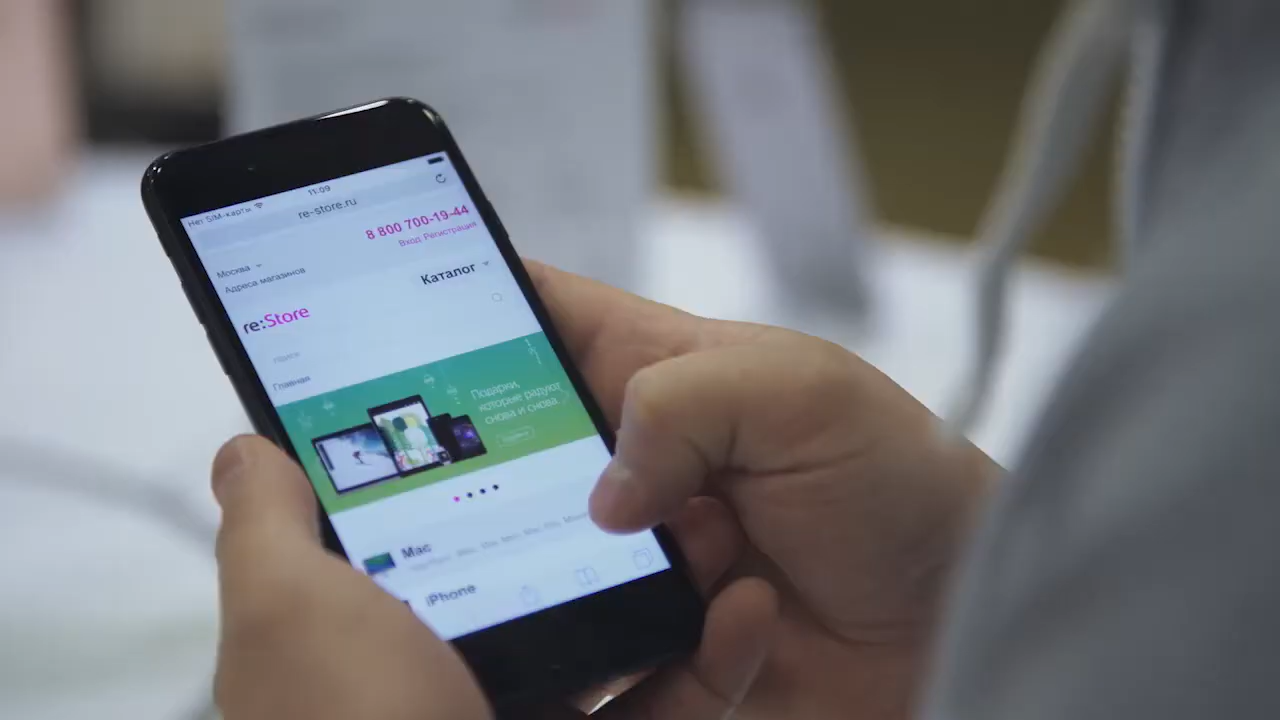 Нет SIM-карты
11:09
re-store.ru
8 800 700-19-44
Вход Регистрация
Москва
Адреса магазинов
Каталог
re:Store
Поиск
Главная
Подарки,
которые радуют
снова и снова.
Mac
iPhone